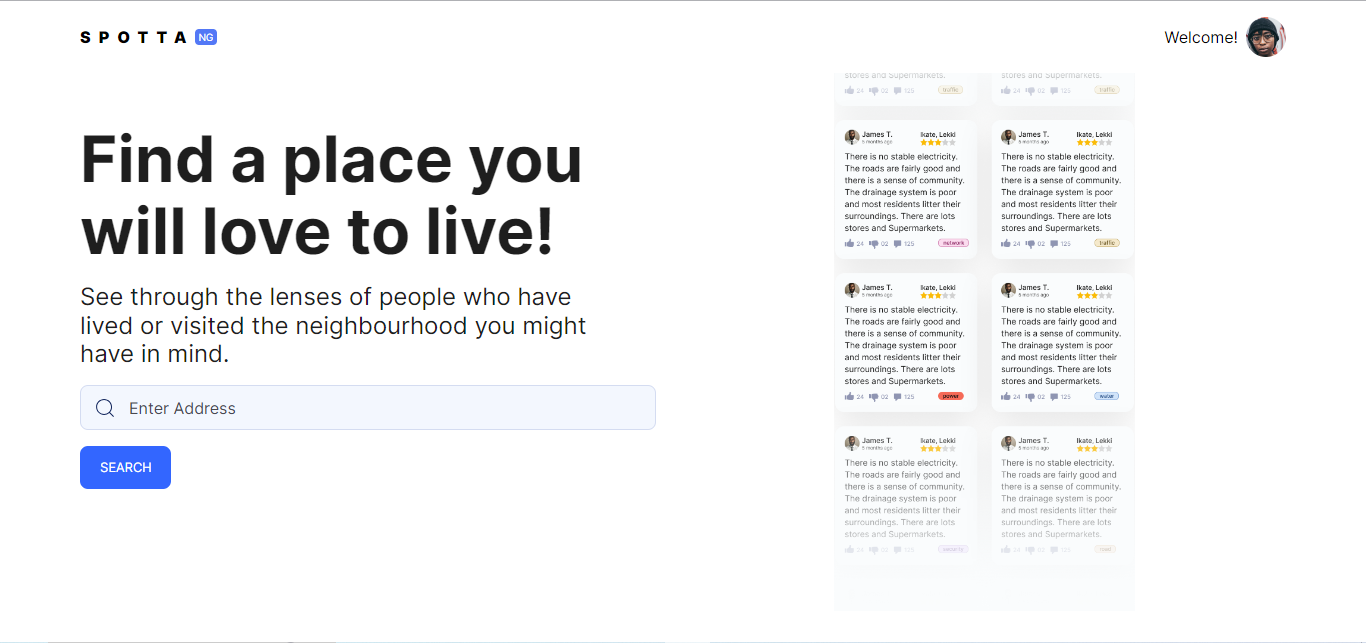 SPOTTA NG
Welcome!
Find a place you
will love to live!
See through the lenses of people who have
lived or visited the neighbourhood you might
have in mind.
Enter Address
SEARCH
stores and Supermarkets.
24 02 125 traffic
stores and Supermarkets.
24 02 125 traffic
James T. Ikate, Lekki
5 months ago
There is no stable electricity.
The roads are fairly good and
there is a sense of community.
The drainage system is poor
and most residents litter their
surroundings. There are lots
stores and Supermarkets.
24 02 125 network
James T. Ikate, Lekki
5 months ago
There is no stable electricity.
The roads are fairly good and
there is a sense of community.
The drainage system is poor
and most residents litter their
surroundings. There are lots
stores and Supermarkets.
24 02 125 traffic
James T. Ikate, Lekki
5 months ago
There is no stable electricity.
The roads are fairly good and
there is a sense of community.
The drainage system is poor
and most residents litter their
surroundings. There are lots
stores and Supermarkets.
24 02 125 power
James T. Ikate, Lekki
5 months ago
There is no stable electricity.
The roads are fairly good and
there is a sense of community.
The drainage system is poor
and most residents litter their
surroundings. There are lots
stores and Supermarkets.
24 02 125 water
James T. Ikate, Lekki
5 months ago
There is no stable electricity.
The roads are fairly good and
there is a sense of community.
The drainage system is poor
and most residents litter their
surroundings. There are lots
stores and Supermarkets.
24 02 125 security
James T. Ikate, Lekki
5 months ago
There is no stable electricity.
The roads are fairly good and
there is a sense of community.
The drainage system is poor
and most residents litter their
surroundings. There are lots
stores and Supermarkets.
24 02 125